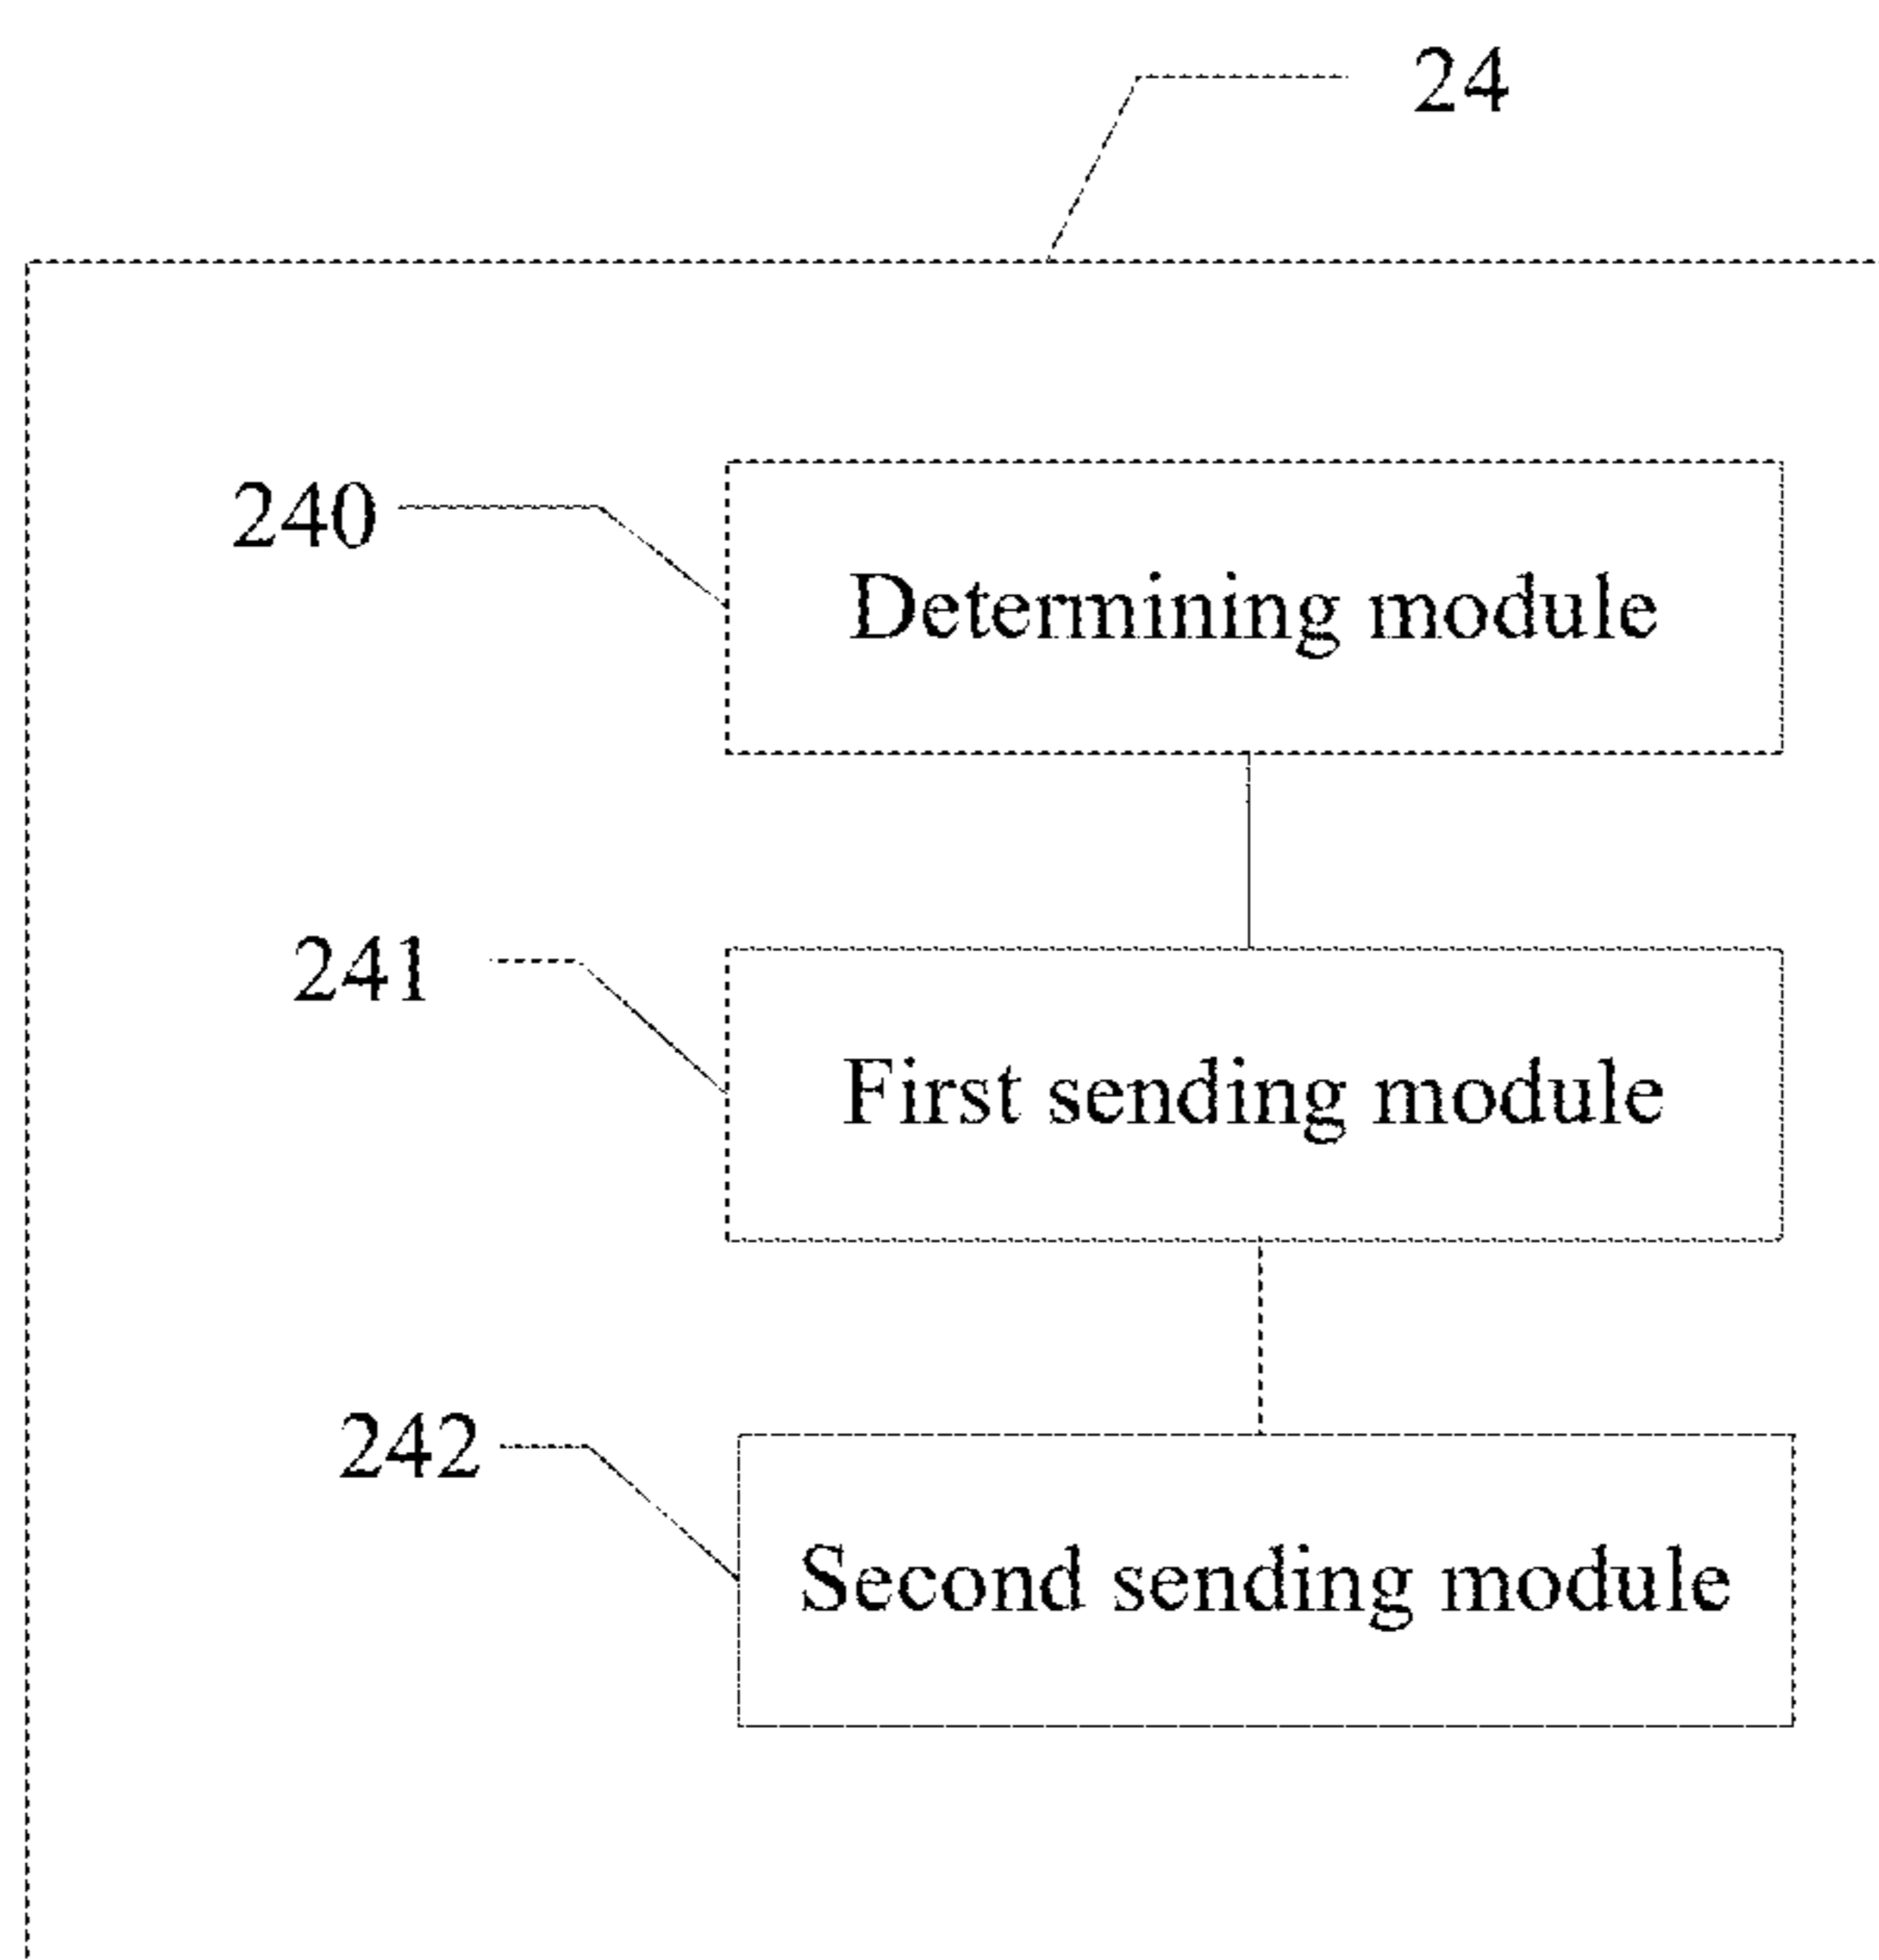 24
240
Determining module
241
First sending module
242
Second sending module